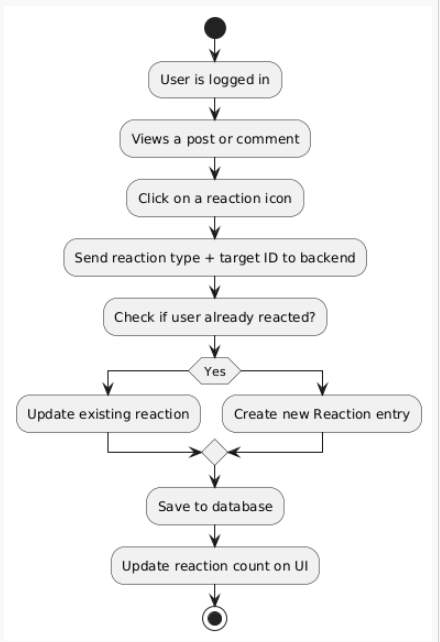 User is logged in
Views a post or comment
Click on a reaction icon
Send reaction type + target ID to backend
Check if user already reacted?
Yes
Update existing reaction
Create new Reaction entry
Save to database
Update reaction count on UI